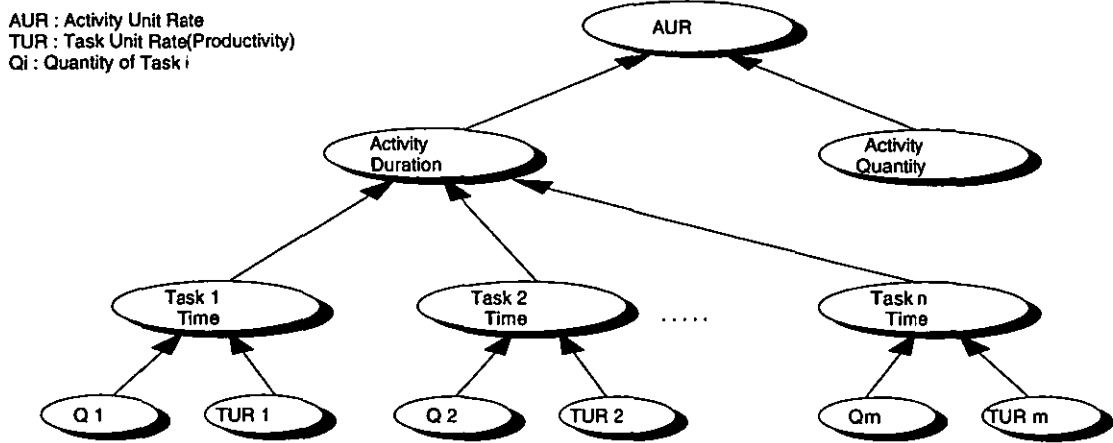 AUR : Activity Unit Rate
TUR : Task Unit Rate(Productivity)
Qi : Quantity of Task i
AUR
Activity
Duration
Activity
Quantity
Task 1
Time
Task 2
Time
.....
Task n
Time
Q 1
TUR 1
Q 2
TUR 2
Qm
TUR m